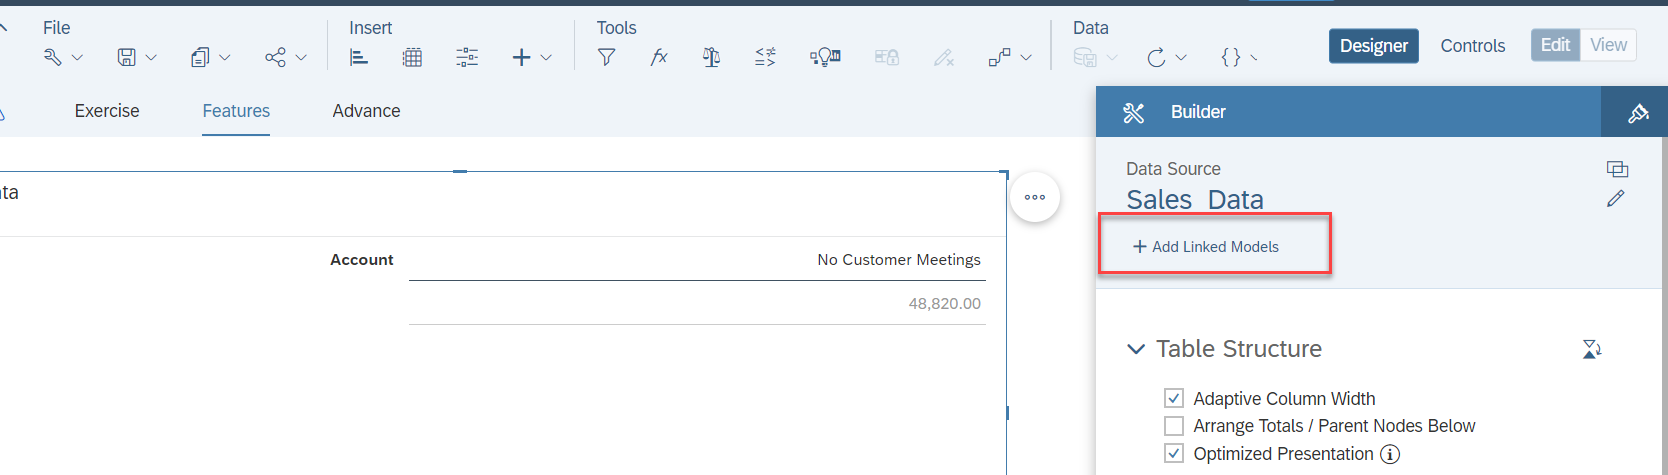 File Insert Tools Data
Designer Controls Edit View
Exercise Features Advance
Builder
Data Source
Sales Data
+ Add Linked Models
ta
Account No Customer Meetings
48,820.00
Table Structure
Adaptive Column Width
Arrange Totals / Parent Nodes Below
Optimized Presentation